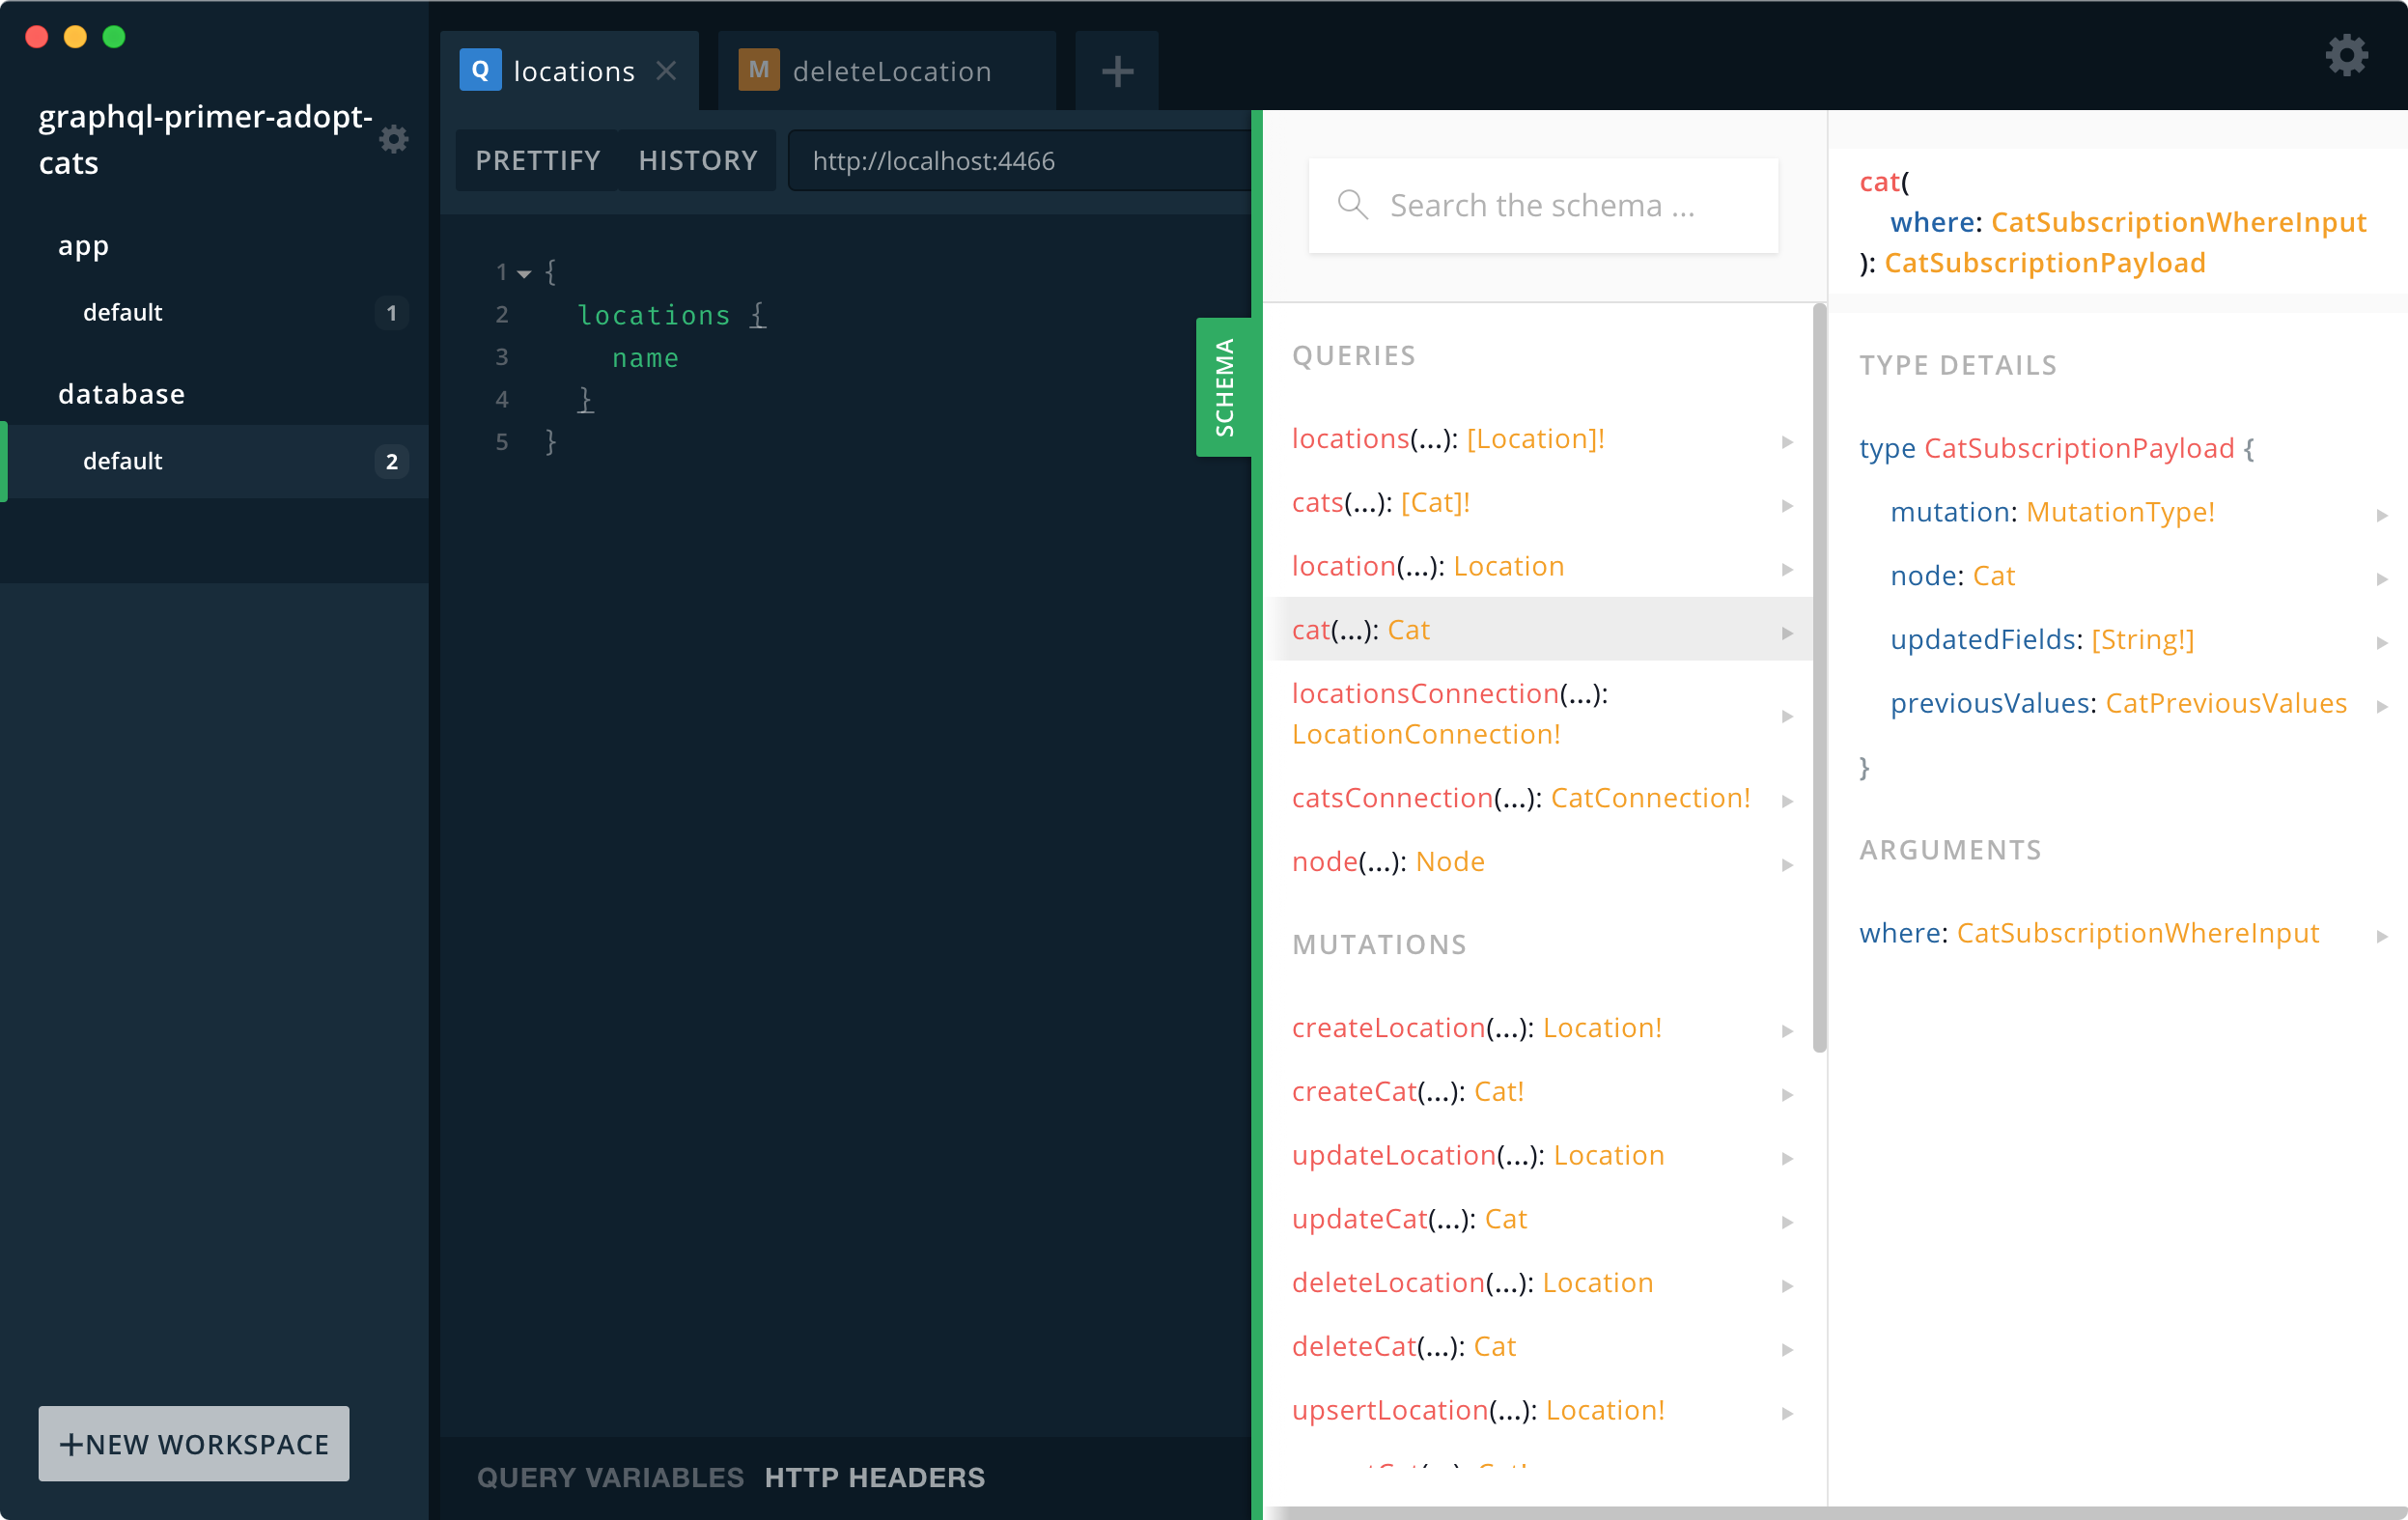 graphql-primer-adopt-
cats
app
default 1
database
default 2
+NEW WORKSPACE
Q locations
M deleteLocation
PRETTIFY HISTORY http://localhost:4466
1 {
2 locations {
3 name
4 }
5 }
QUERY VARIABLES HTTP HEADERS
SCHEMA
Search the schema ...
QUERIES
locations(...): [Location]!
cats(...): [Cat]!
location(...): Location
cat(...): Cat
locationsConnection(...):
LocationConnection!
catsConnection(...): CatConnection!
node(...): Node
MUTATIONS
createLocation(...): Location!
createCat(...): Cat!
updateLocation(...): Location
updateCat(...): Cat
deleteLocation(...): Location
deleteCat(...): Cat
upsertLocation(...): Location!
cat(
where: CatSubscriptionWhereInput
): CatSubscriptionPayload
TYPE DETAILS
type CatSubscriptionPayload {
mutation: MutationType!
node: Cat
updatedFields: [String!]
previousValues: CatPreviousValues
}
ARGUMENTS
where: CatSubscriptionWhereInput